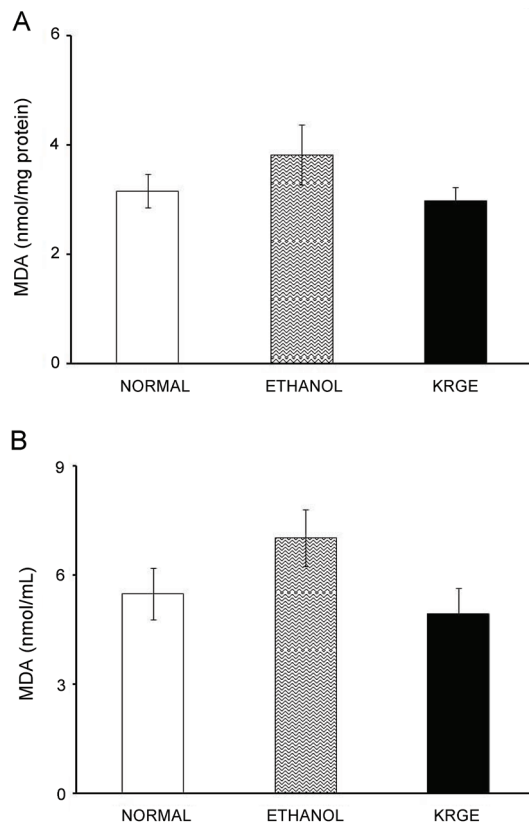 A
6
4
2
0
MDA (nmol/mg protein)
NORMAL ETHANOL KRGE
B
9
6
3
0
MDA (nmol/mL)
NORMAL ETHANOL KRGE